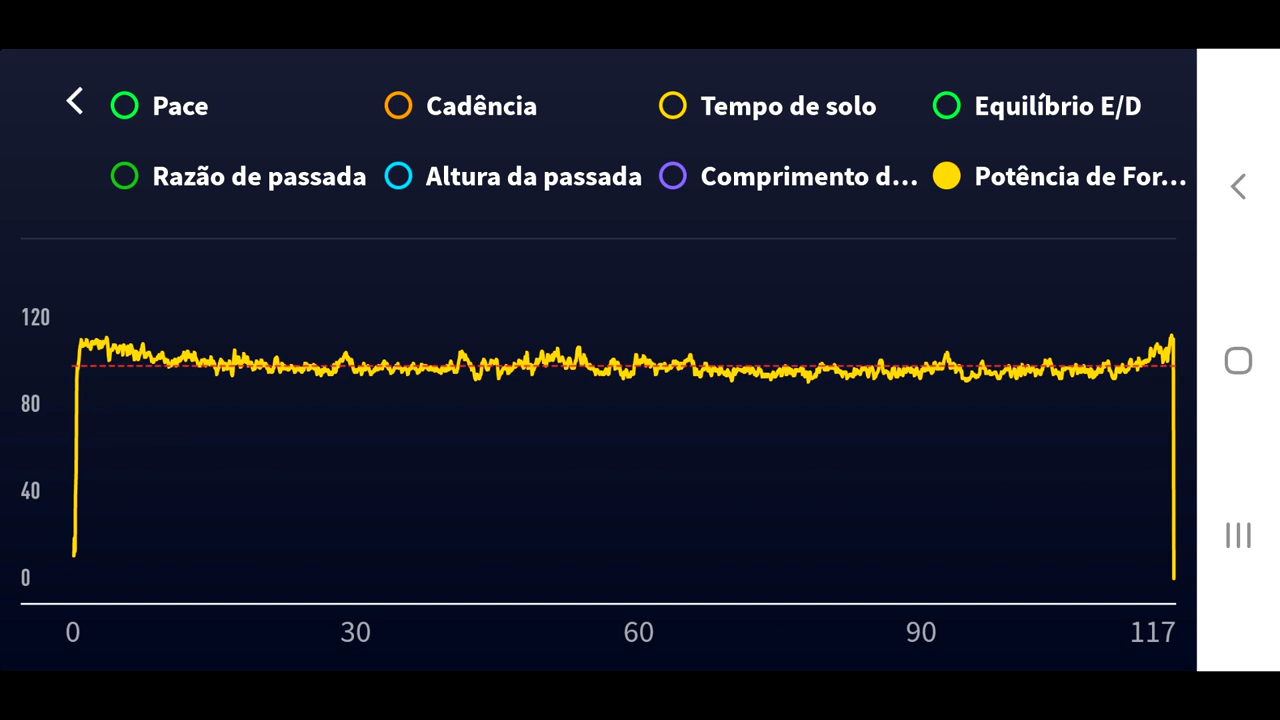 Pace Cadência Tempo de solo Equilíbrio E/D
Razão de passada Altura da passada Comprimento d... Potência de For...
120
80
40
0
0 30 60 90 117